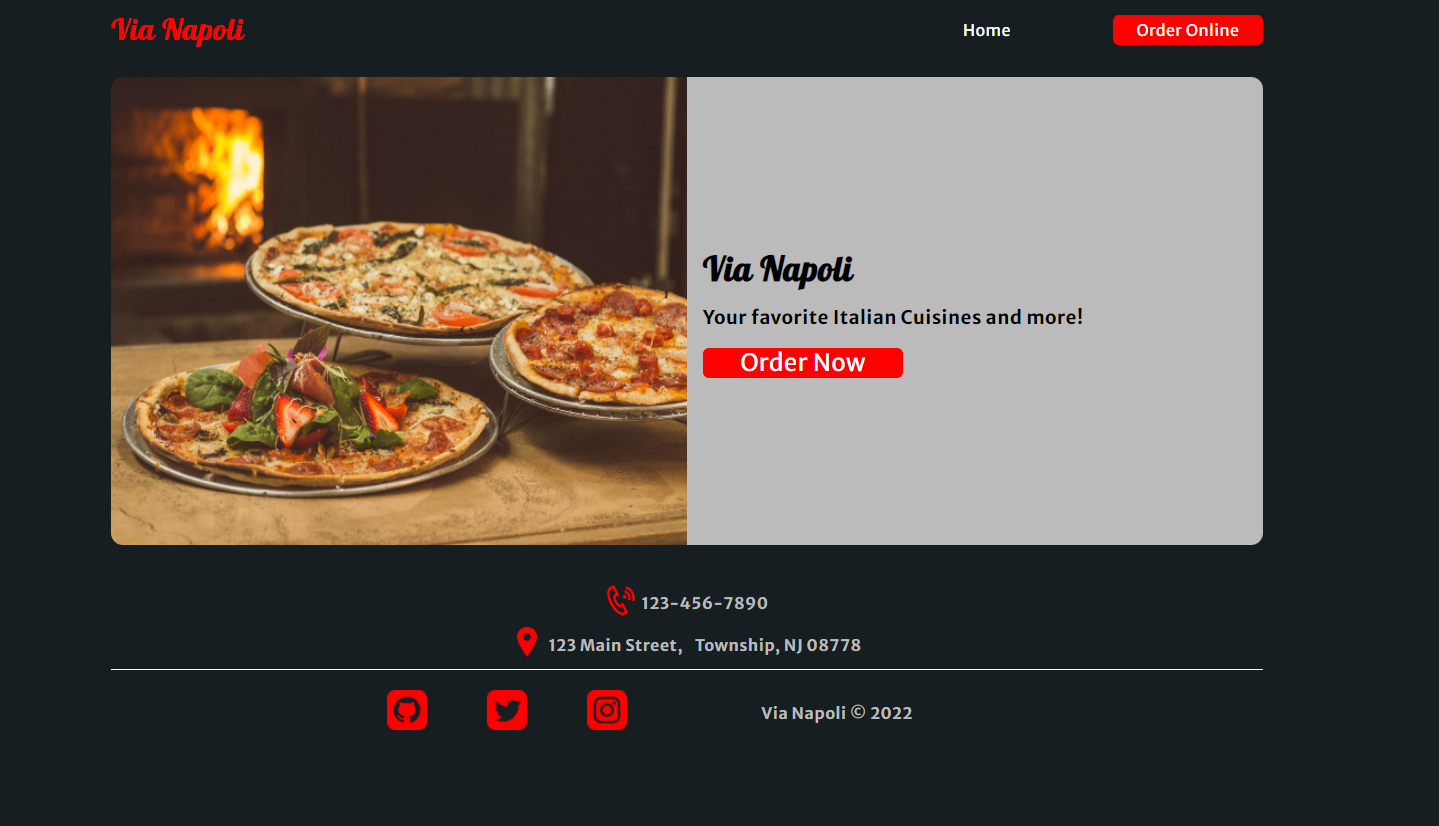 Via Napoli
Home
Order Online
Via Napoli
Your favorite Italian Cuisines and more!
Order Now
123-456-7890
123 Main Street, Township, NJ 08778
Via Napoli © 2022